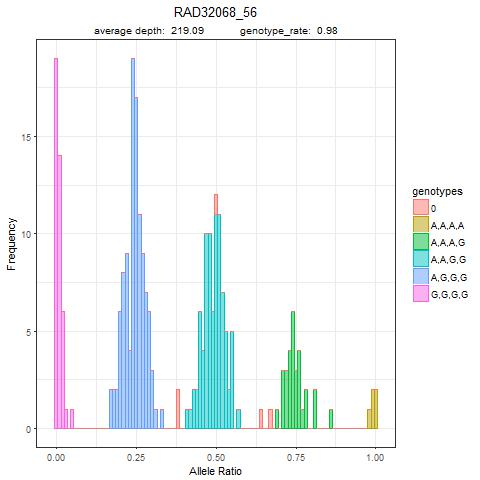 RAD32068_56
average depth: 219.09 genotype_rate: 0.98
15
10
5
0
Frequency
0.00 0.25 0.50 0.75 1.00
Allele Ratio
genotypes
0
A,A,A,A
A,A,A,G
A,A,G,G
A,G,G,G
G,G,G,G